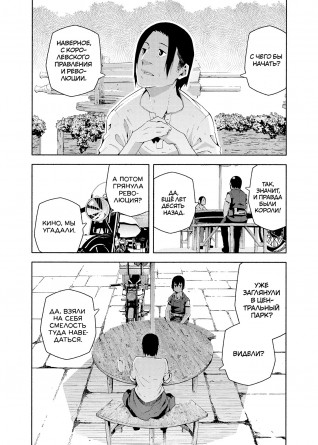 С ЧЕГО БЫ
НАЧАТЬ?
НАВЕРНОЕ,
С КОРО-
ЛЕВСКОГО
ПРАВЛЕНИЯ
И РЕВО-
ЛЮЦИИ.
ТАК,
ЗНАЧИТ,
И ПРАВДА
БЫЛИ
КОРОЛИ!
ДА,
ЕЩЁ ЛЕТ
ДЕСЯТЬ
НАЗАД.
А ПОТОМ
ГРЯНУЛА
РЕВО-
ЛЮЦИЯ?
КИНО, МЫ
УГАДАЛИ.
УЖЕ
ЗАГЛЯНУЛИ
В ЦЕН-
ТРАЛЬНЫЙ
ПАРК?
ВИДЕЛИ?
ДА, ВЗЯЛИ
НА СЕБЯ
СМЕЛОСТЬ
ТУДА НАВЕ-
ДАТЬСЯ.